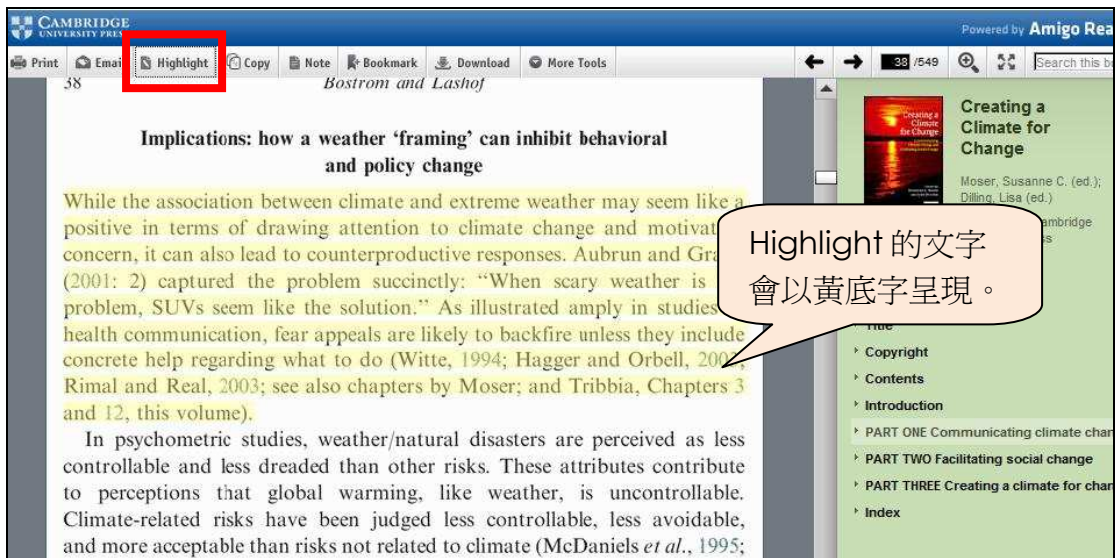 CAMBRIDGE
UNIVERSITY PRESS
Powered by Amigo Rea
Print Emai Highlight Copy Note Bookmark Download More Tools 38 /549 Search this b
38 Bostrom and Lashof
Implications: how a weather ‘framing’ can inhibit behavioral
and policy change
While the association between climate and extreme weather may seem like a
positive in terms of drawing attention to climate change and motivat
concern, it can also lead to counterproductive responses. Aubrun and Gra
(2001: 2) captured the problem succinctly: “When scary weather is
problem, SUVs seem like the solution.” As illustrated amply in studies
health communication, fear appeals are likely to backfire unless they include
concrete help regarding what to do (Witte, 1994; Hagger and Orbell,
Rimal and Real, 2003; see also chapters by Moser; and Tribbia, Chapters 3
and 12, this volume).
In psychometric studies, weather/natural disasters are perceived as less
controllable and less dreaded than other risks. These attributes contribute
to perceptions that global warming, like weather, is uncontrollable.
Climate-related risks have been judged less controllable, less avoidable,
and more acceptable than risks not related to climate (McDaniels et al., 1995;
Highlight 的文字
會以黃底字呈現。
Creating a
Climate
for Change
Creating a
Climate for
Change
Moser, Susanne C. (ed.);
Dilling, Lisa (ed.)
ambridge
ss
Title
Copyright
Contents
Introduction
PART ONE Communicating climate chan
PART TWO Facilitating social change
PART THREE Creating a climate for chan
Index